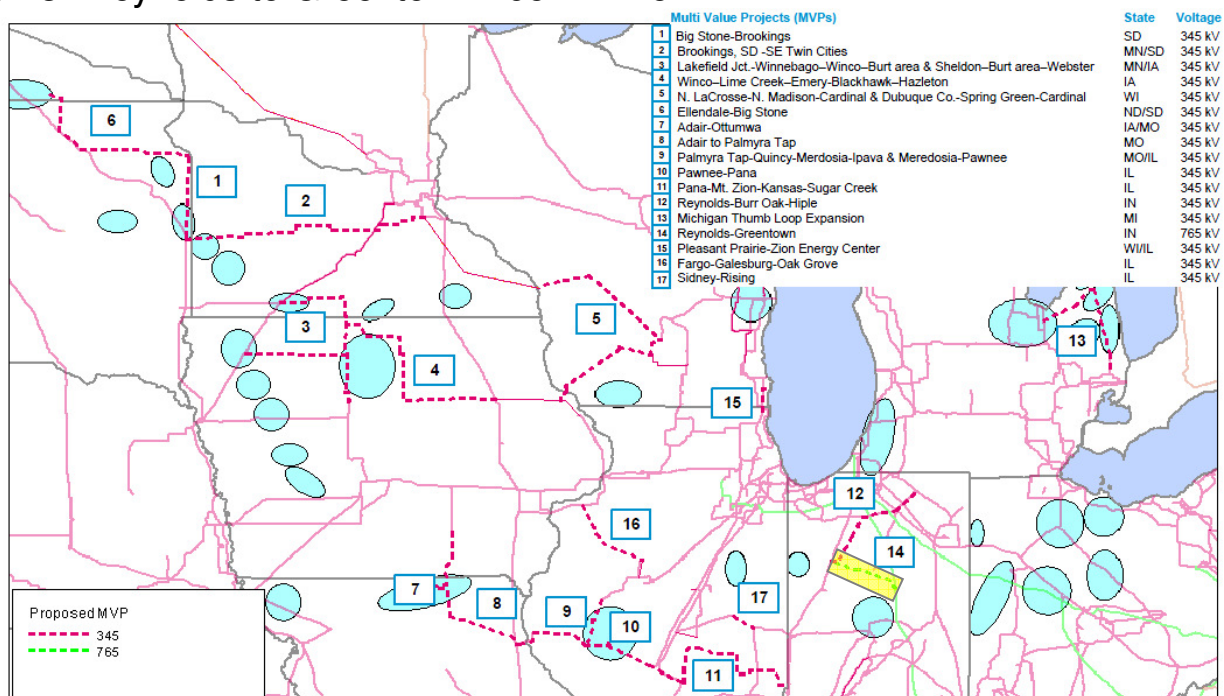 Multi Value Projects (MVPs) State Voltage
1 Big Stone-Brookings SD 345 kV
2 Brookings, SD -SE Twin Cities MN/SD 345 kV
3 Lakefield Jct.-Winnebago–Winco–Burt area & Sheldon–Burt area–Webster MN/IA 345 kV
4 Winco–Lime Creek–Emery-Blackhawk–Hazleton IA 345 kV
5 N. LaCrosse-N. Madison-Cardinal & Dubuque Co.-Spring Green-Cardinal WI 345 kV
6 Ellendale-Big Stone ND/SD 345 kV
7 Adair-Ottumwa IA/MO 345 kV
8 Adair to Palmyra Tap MO 345 kV
9 Palmyra Tap-Quincy-Merdosia-Ipava & Meredosia-Pawnee MO/IL 345 kV
10 Pawnee-Pana IL 345 kV
11 Pana-Mt. Zion-Kansas-Sugar Creek IL 345 kV
12 Reynolds-Burr Oak-Hiple IN 345 kV
13 Michigan Thumb Loop Expansion MI 345 kV
14 Reynolds-Greentown IN 765 kV
15 Pleasant Prairie-Zion Energy Center WI/IL 345 kV
16 Fargo-Galesburg-Oak Grove IL 345 kV
17 Sidney-Rising IL 345 kV
6
1
2
3
5
13
4
15
12
16
14
7
8
9
10
17
11
Proposed MVP
345
765